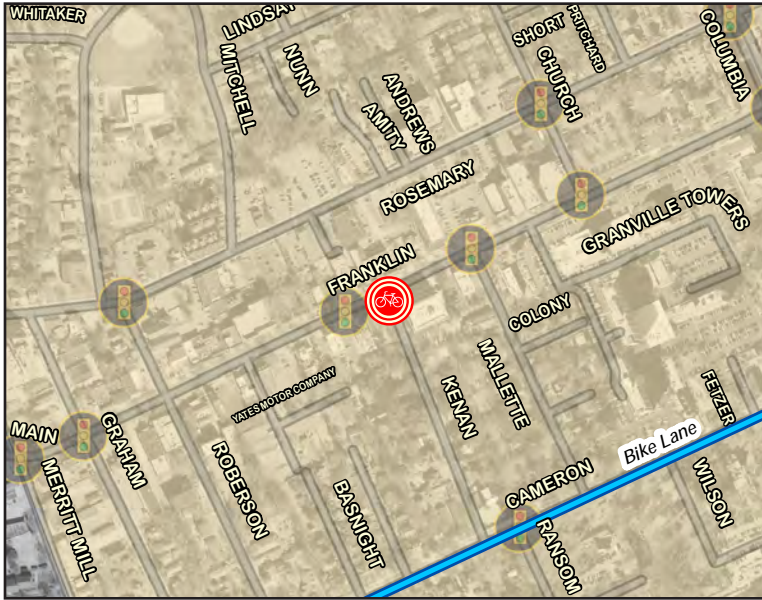 WHITAKER
LINDSAY
MITCHELL
NUNN
ANDREWS
AMITY
SHORT
PRITCHARD
CHURCH
COLUMBIA
ROSEMARY
GRANVILLE TOWERS
FRANKLIN
COLONY
MALLETTE
KENAN
YATES MOTOR COMPANY
MAIN
GRAHAM
MERRITT MILL
ROBERSON
BASNIGHT
CAMERON
RANSOM
Bike Lane
FETZER
WILSON